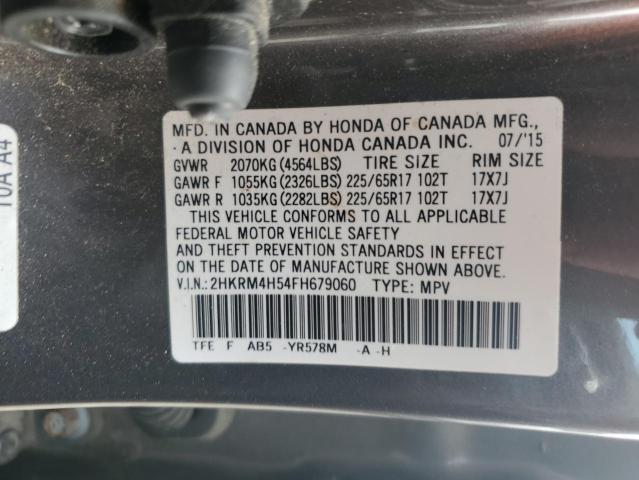 MFD. IN CANADA BY HONDA OF CANADA MFG.,
A DIVISION OF HONDA CANADA INC. 07/'15
GVWR 2070KG (4564LBS) TIRE SIZE RIM SIZE
GAWR F 1055KG (2326LBS) 225/65R17 102T 17X7J
GAWR R 1035KG (2282LBS) 225/65R17 102T 17X7J
THIS VEHICLE CONFORMS TO ALL APPLICABLE
FEDERAL MOTOR VEHICLE SAFETY
AND THEFT PREVENTION STANDARDS IN EFFECT
ON THE DATE OF MANUFACTURE SHOWN ABOVE.
V.I.N.: 2HKRM4H54FH679060 TYPE: MPV
TFE F AB5 -YR578M -A -H
10A A4